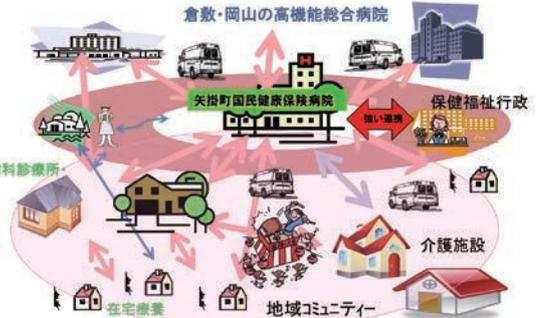 倉敷・岡山の高機能総合病院
矢掛町国民健康保険病院
強い連携
保健福祉行政
科診療所・
介護施設
在宅療養
地域コミュニティー